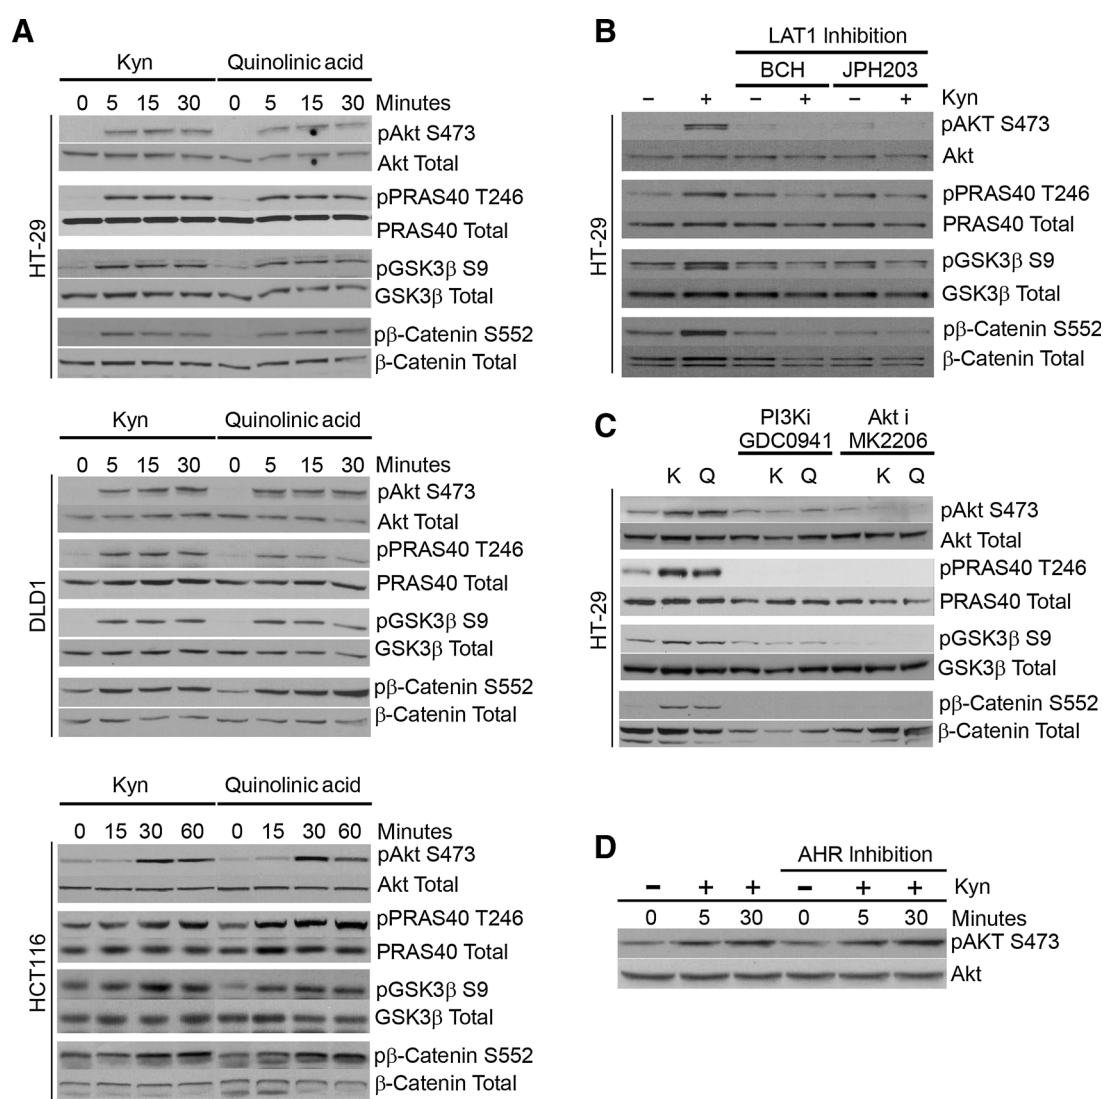 A
Kyn Quinolinic acid
0 5 15 30 0 5 15 30 Minutes
HT-29
pAkt S473
Akt Total
pPRAS40 T246
PRAS40 Total
pGSK3β S9
GSK3β Total
pβ-Catenin S552
β-Catenin Total
Kyn Quinolinic acid
0 5 15 30 0 5 15 30 Minutes
DLD1
pAkt S473
Akt Total
pPRAS40 T246
PRAS40 Total
pGSK3β S9
GSK3β Total
pβ-Catenin S552
β-Catenin Total
Kyn Quinolinic acid
0 15 30 60 0 15 30 60 Minutes
HCT116
pAkt S473
Akt Total
pPRAS40 T246
PRAS40 Total
pGSK3β S9
GSK3β Total
pβ-Catenin S552
β-Catenin Total
B
LAT1 Inhibition
BCH JPH203
– + – + – + Kyn
HT-29
pAKT S473
Akt
pPRAS40 T246
PRAS40 Total
pGSK3β S9
GSK3β Total
pβ-Catenin S552
β-Catenin Total
C
PI3Ki Akt i
GDC0941 MK2206
K Q K Q K Q
HT-29
pAkt S473
Akt Total
pPRAS40 T246
PRAS40 Total
pGSK3β S9
GSK3β Total
pβ-Catenin S552
β-Catenin Total
D
AHR Inhibition
– + + – + + Kyn
0 5 30 0 5 30 Minutes
pAKT S473
Akt